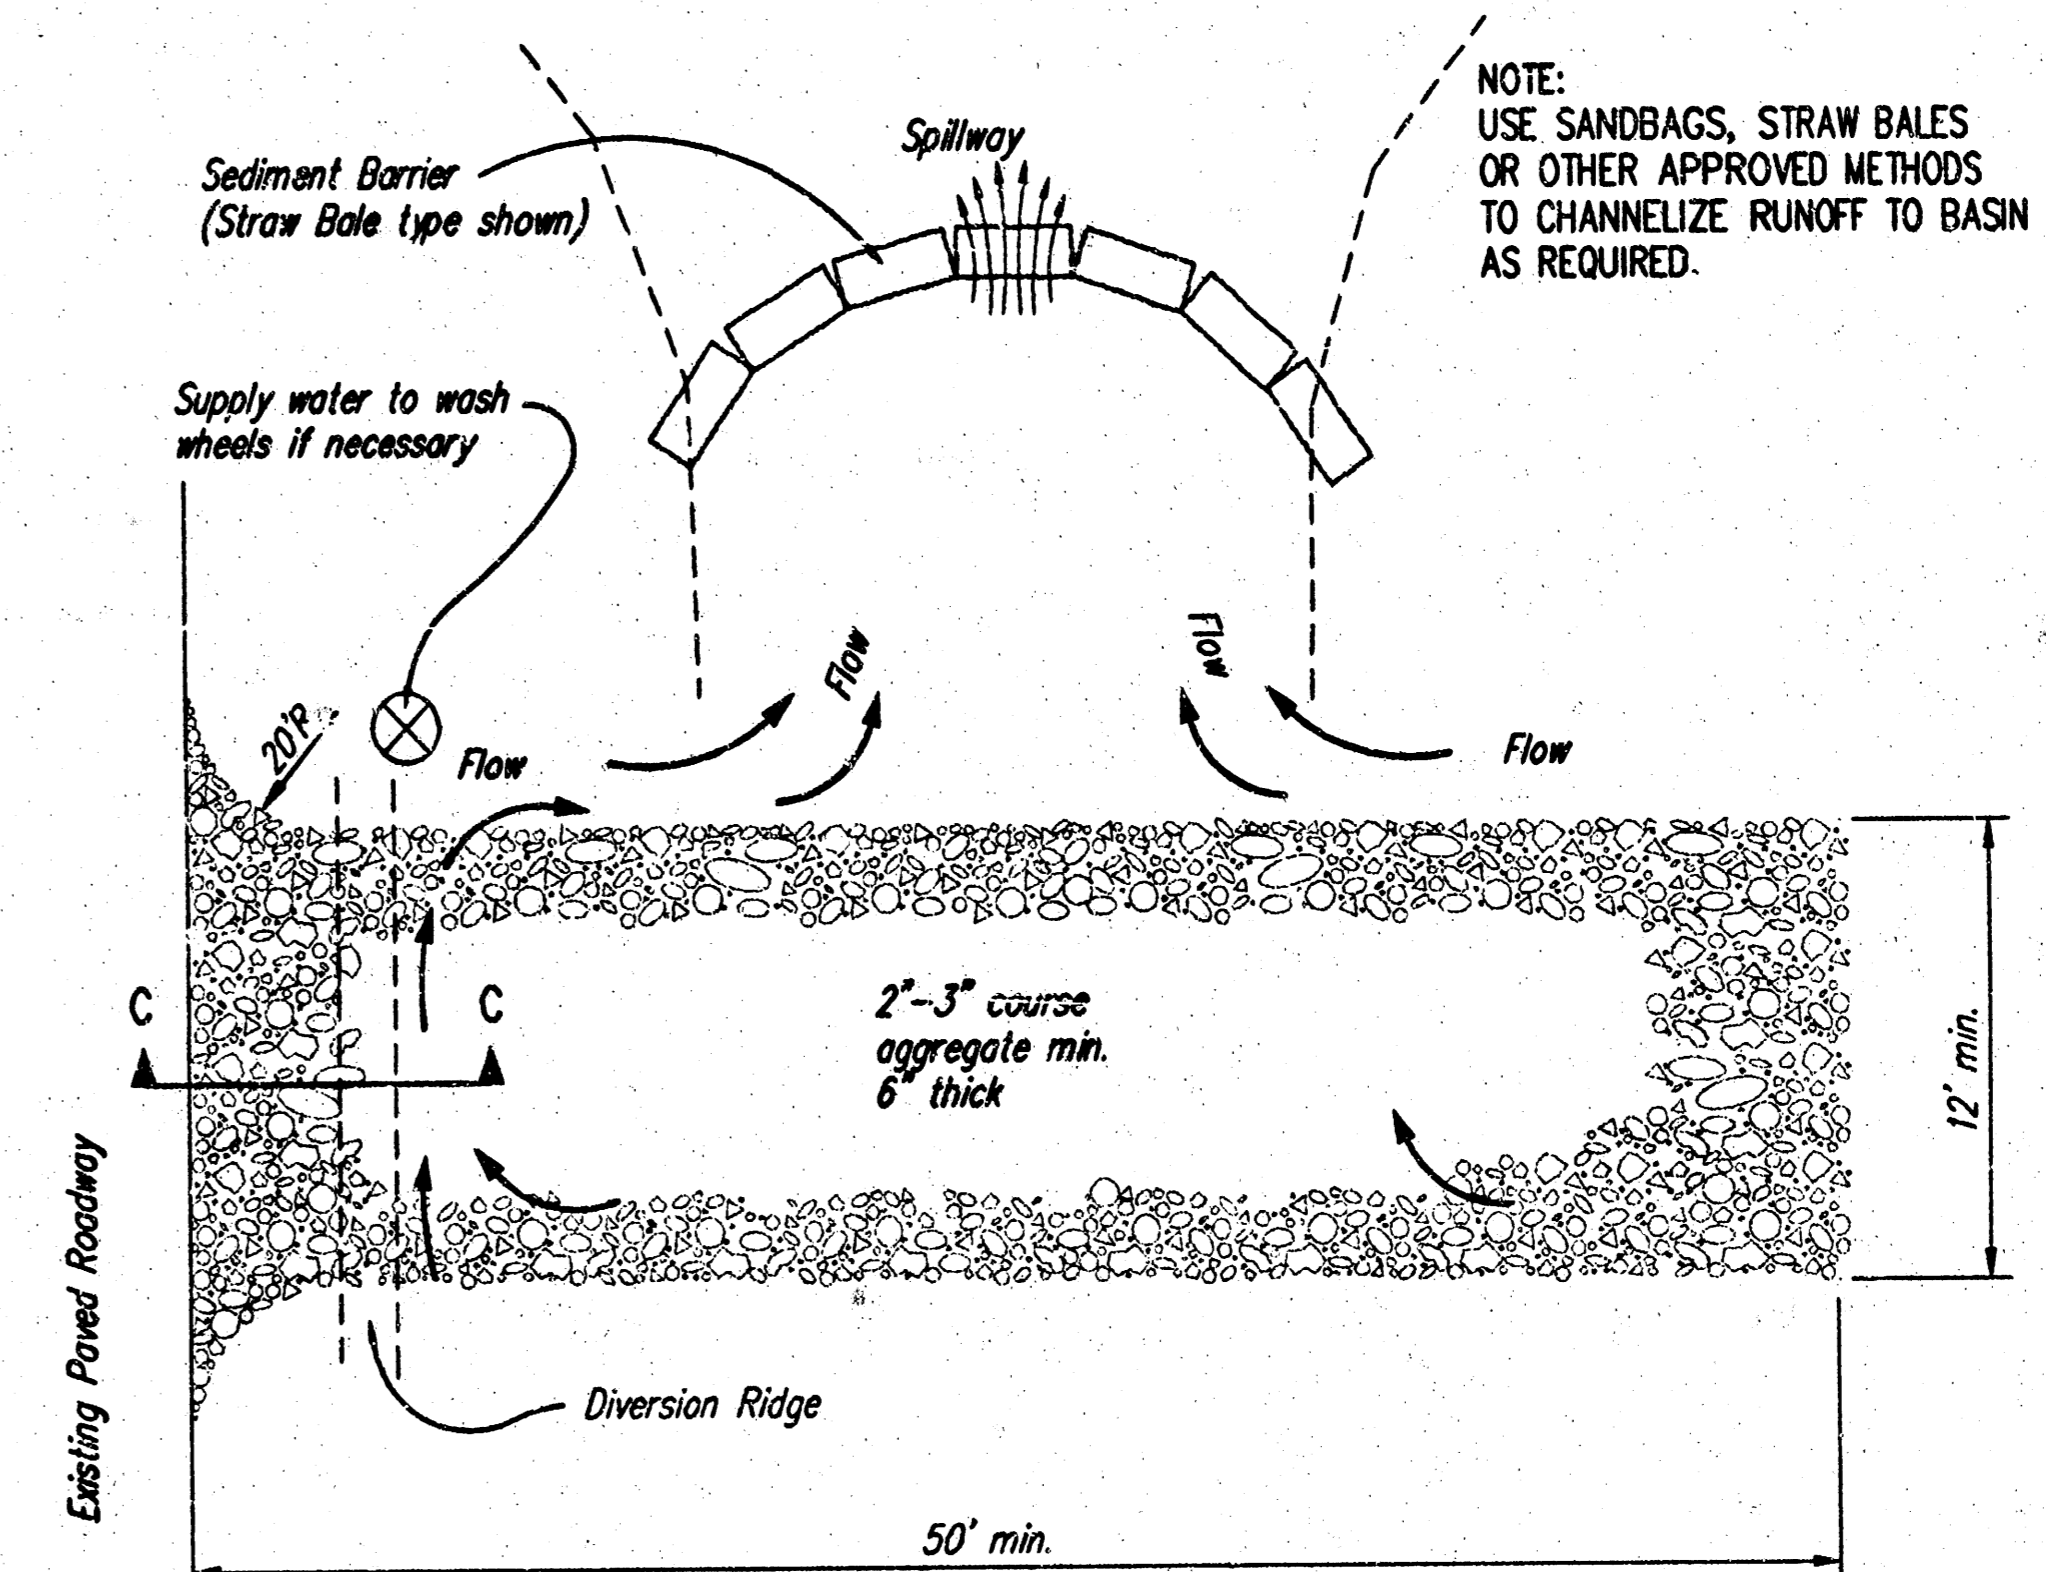 NOTE:
USE SANDBAGS, STRAW BALES
OR OTHER APPROVED METHODS
TO CHANNELIZE RUNOFF TO BASIN
AS REQUIRED.
Spillway
Sediment Barrier
(Straw Bale type shown)
Supply water to wash
wheels if necessary
Flow
Flow
20'R
Flow
Flow
C
C
2"-3" course
aggregate min.
6" thick
12' min.
Existing Paved Roadway
Diversion Ridge
50' min.